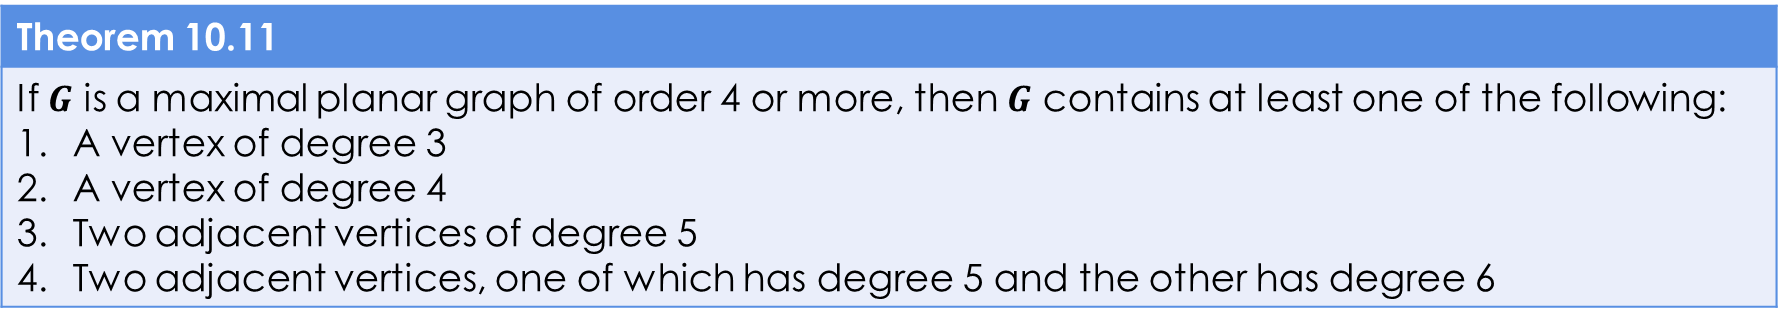 Theorem 10.11
If G is a maximal planar graph of order 4 or more, then G contains at least one of the following:
1. A vertex of degree 3
2. A vertex of degree 4
3. Two adjacent vertices of degree 5
4. Two adjacent vertices, one of which has degree 5 and the other has degree 6